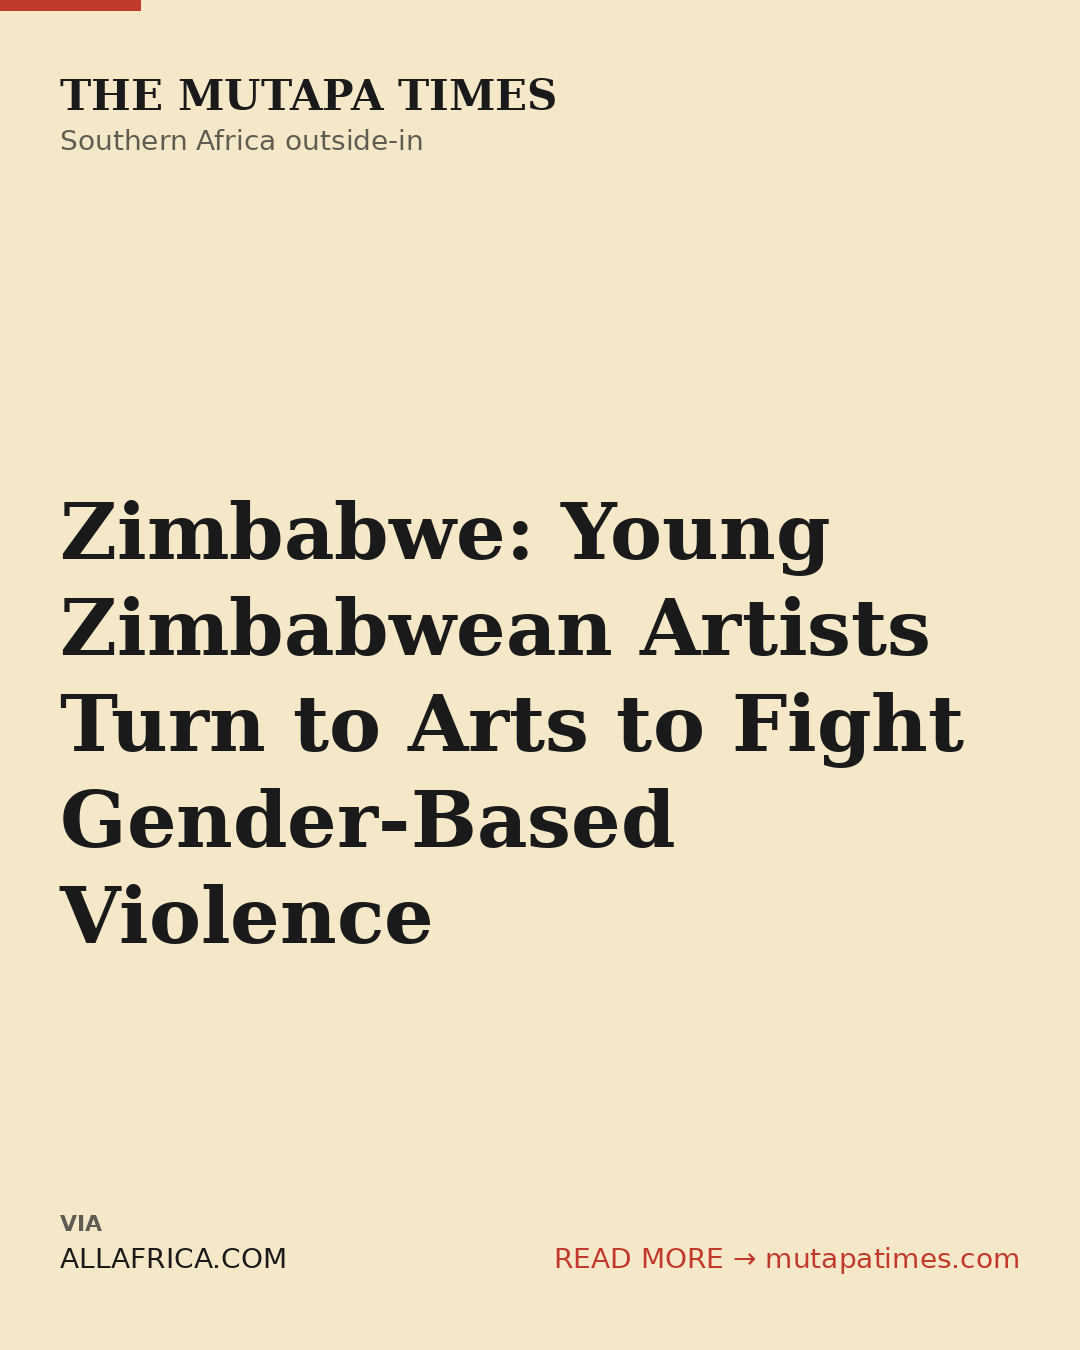 THE MUTAPA TIMES
Southern Africa outside-in
Zimbabwe: Young
Zimbabwean Artists
Turn to Arts to Fight
Gender-Based
Violence
VIA
ALLAFRICA.COM
READ MORE → mutapatimes.com